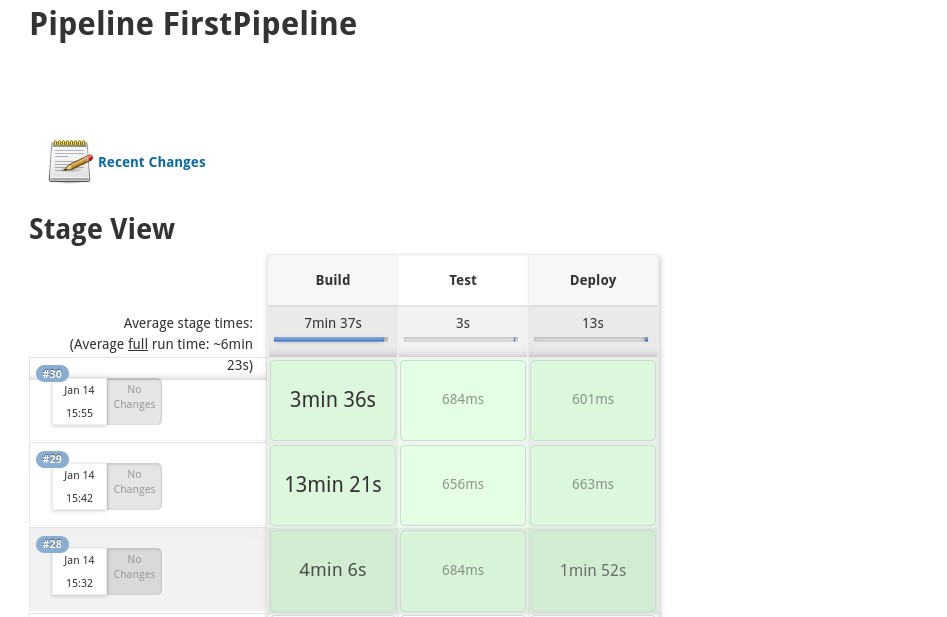 Pipeline FirstPipeline
Recent Changes
Stage View
Build Test Deploy
Average stage times: 7min 37s 3s 13s
(Average full run time: ~6min
23s)
#30
Jan 14 No
15:55 Changes
3min 36s 684ms 601ms
#29
Jan 14 No
15:42 Changes
13min 21s 656ms 663ms
#28
Jan 14 No
15:32 Changes
4min 6s 684ms 1min 52s